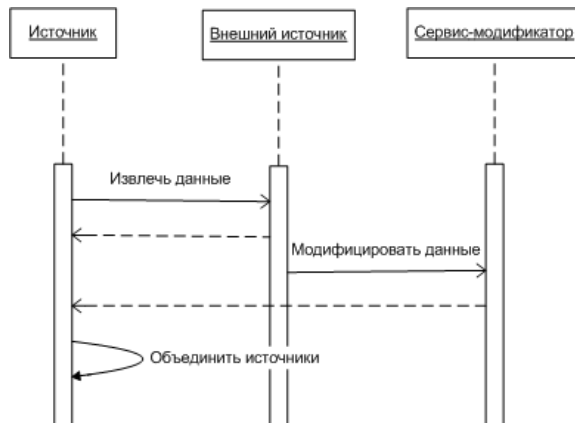 Источник
Внешний источник
Сервис-модификатор
Извлечь данные
Модифицировать данные
Объединить источники